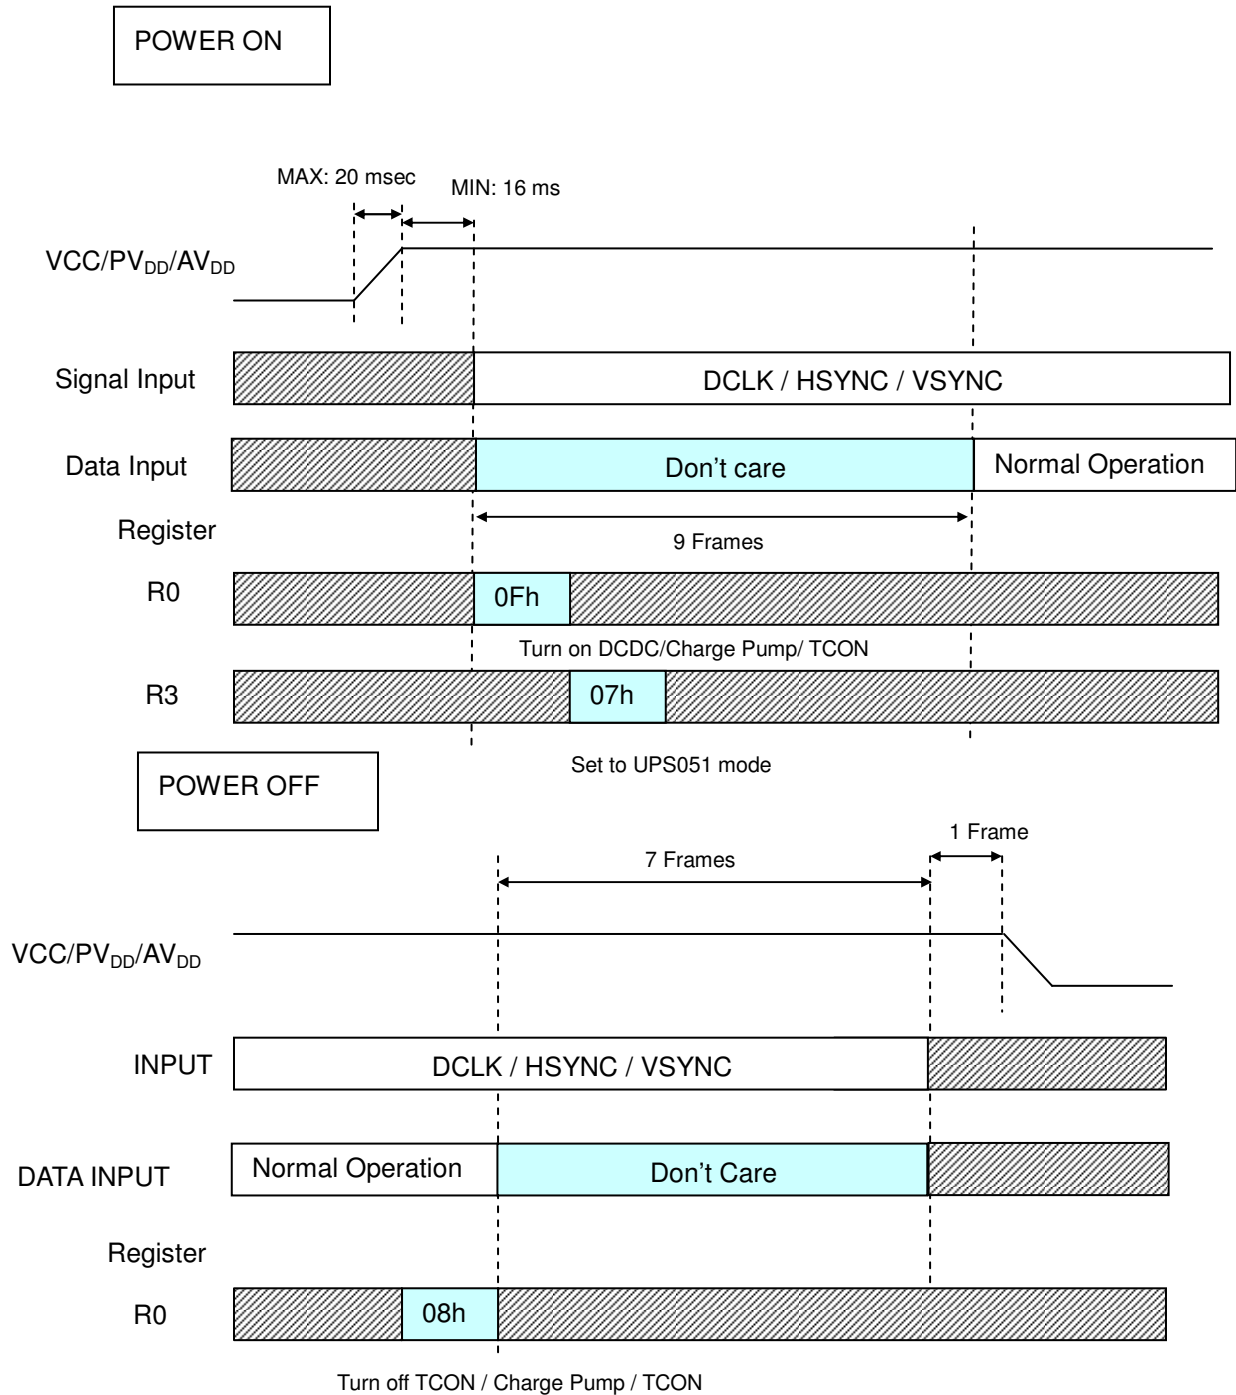 POWER ON
MAX: 20 msec
MIN: 16 ms
VCC/PVDD/AVDD
Signal Input
DCLK / HSYNC / VSYNC
Data Input
Don't care
Normal Operation
Register
9 Frames
R0
0Fh
Turn on DCDC/Charge Pump/ TCON
R3
07h
Set to UPS051 mode
POWER OFF
1 Frame
7 Frames
VCC/PVDD/AVDD
INPUT
DCLK / HSYNC / VSYNC
DATA INPUT
Normal Operation
Don't Care
Register
R0
08h
Turn off TCON / Charge Pump / TCON